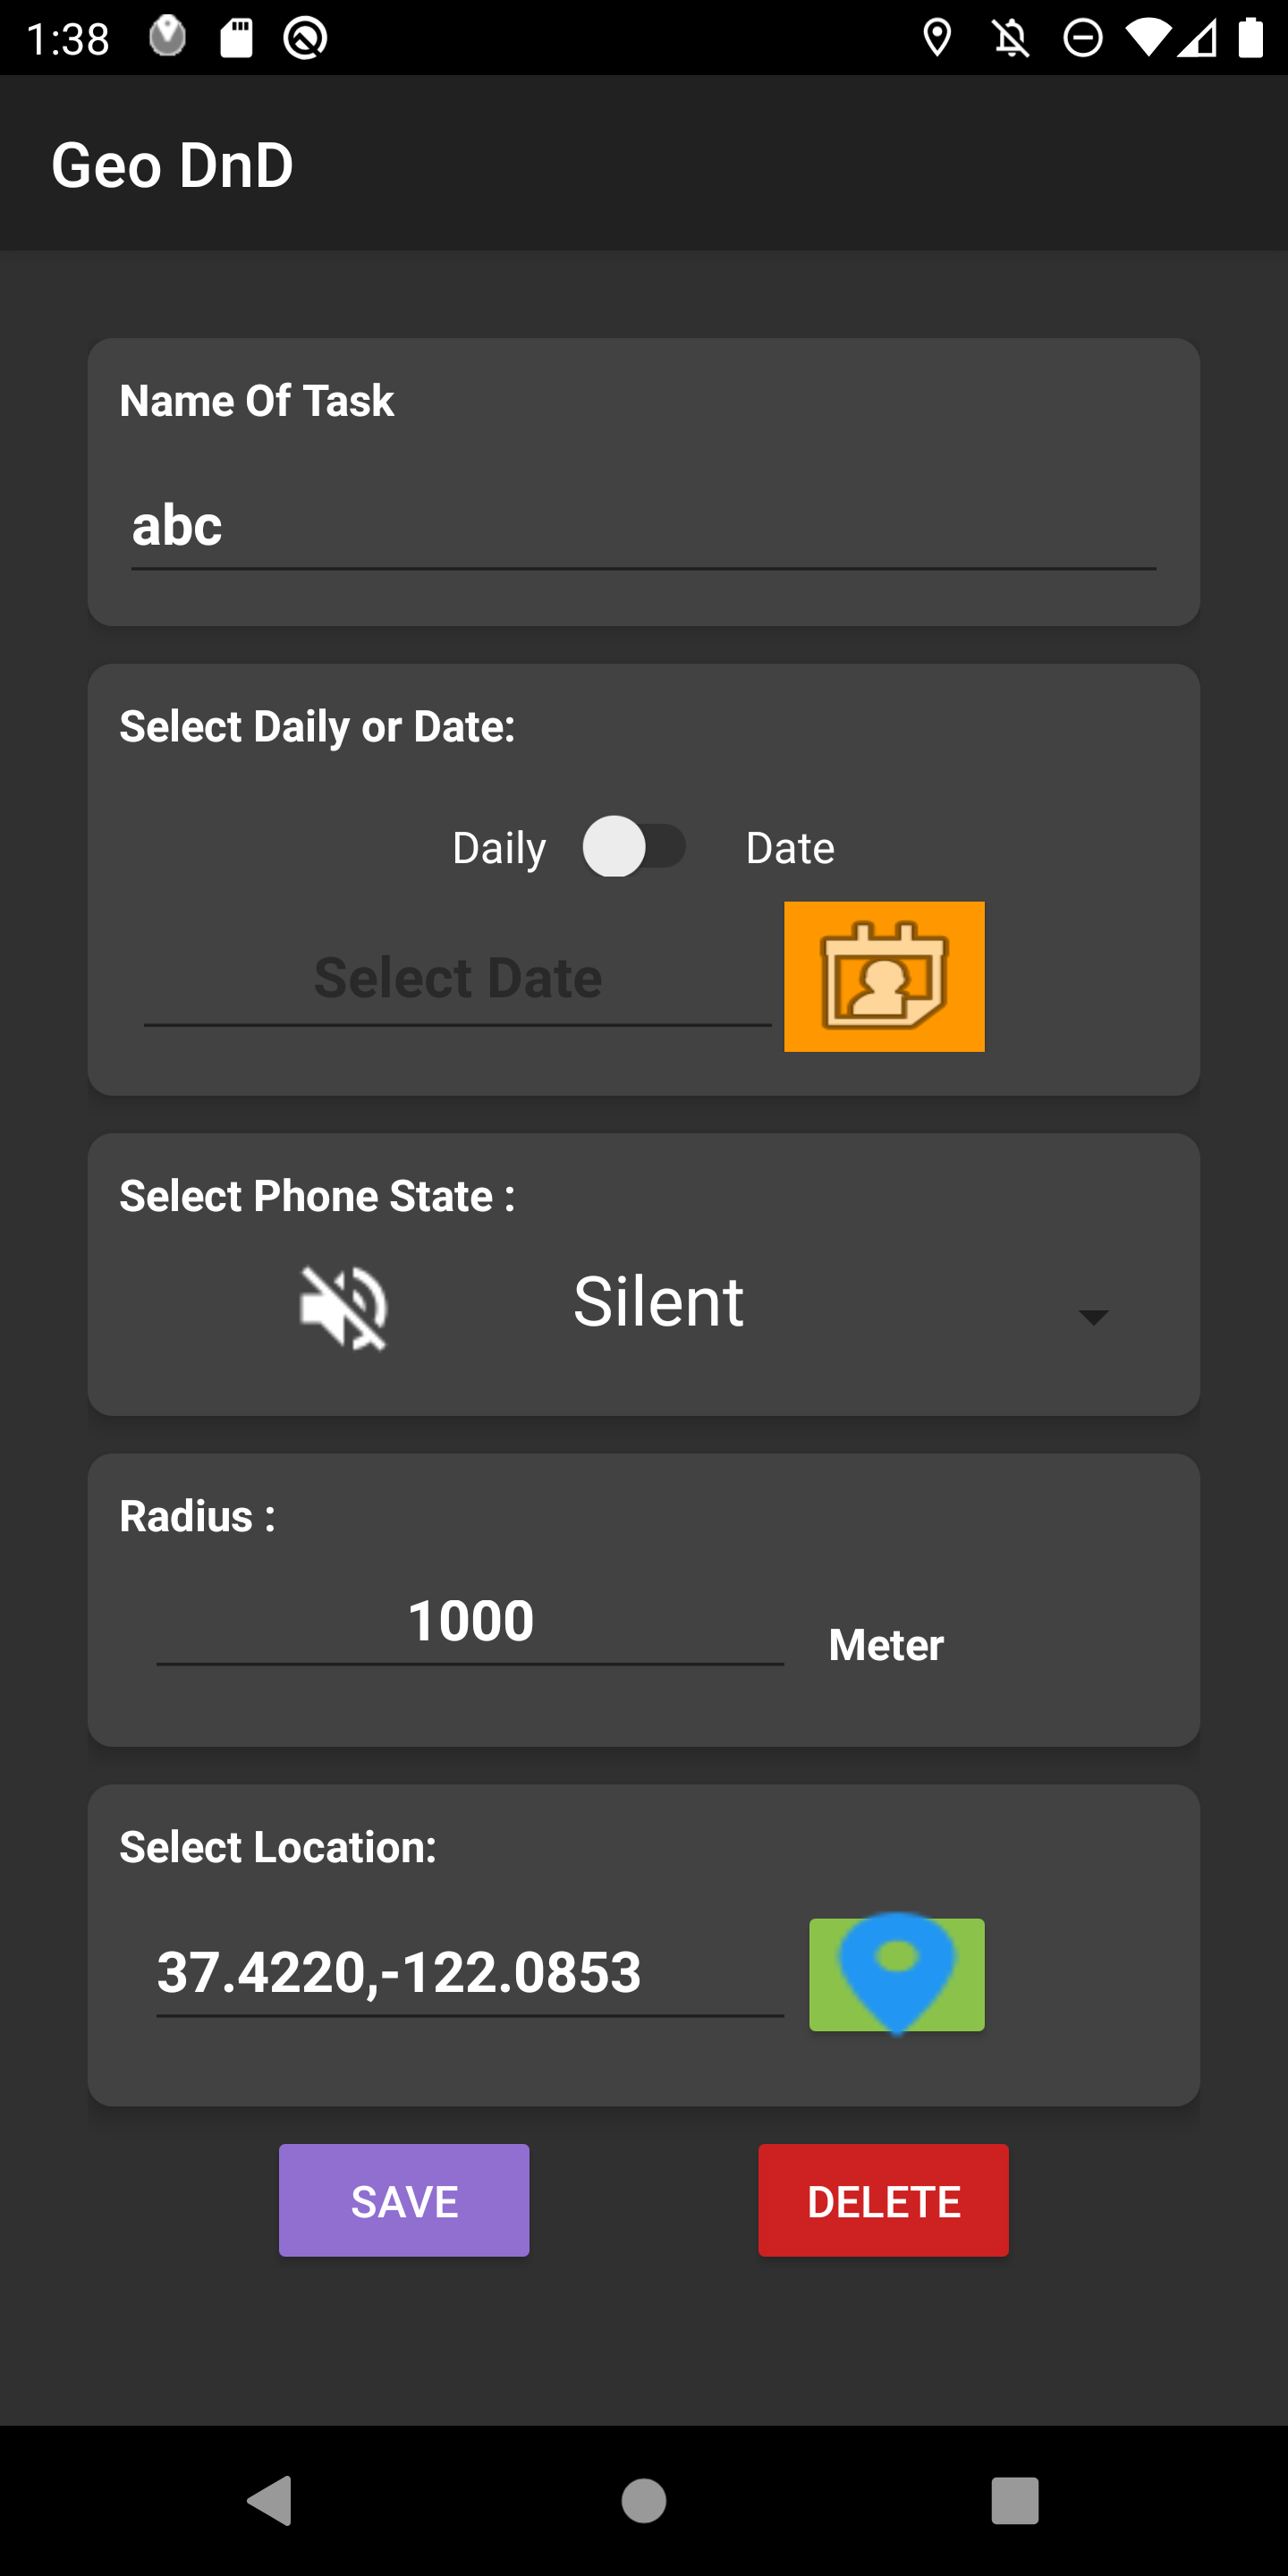 1:38
Geo DnD
Name Of Task
abc
Select Daily or Date:
Daily Date
Select Date
Select Phone State :
Silent
Radius :
1000 Meter
Select Location:
37.4220,-122.0853
SAVE DELETE